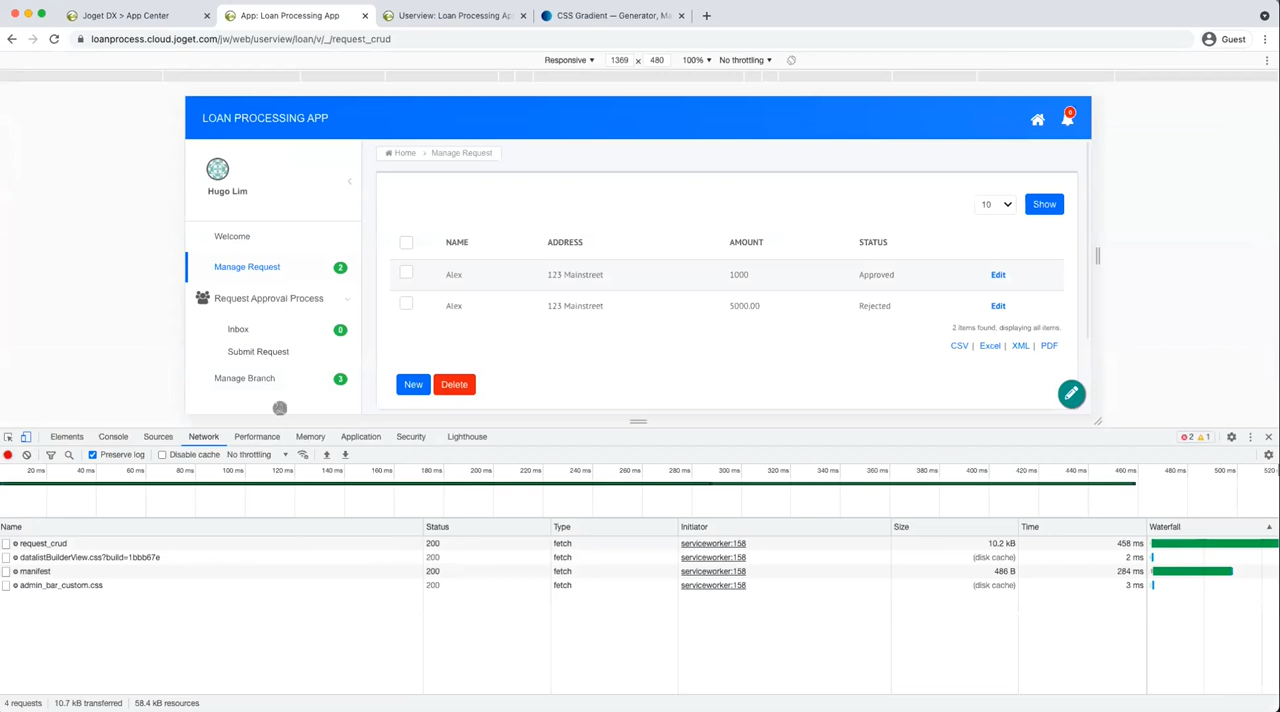 Joget DX > App Center
App: Loan Processing App
Userview: Loan Processing Ap
CSS Gradient — Generator, Ma
loanprocess.cloud.joget.com/jw/web/userview/loan/v/_/request_crud
Guest
Responsive 1369 x 480 100% No throttling
LOAN PROCESSING APP
0
Hugo Lim
Home > Manage Request
Welcome
Manage Request 2
Request Approval Process
Inbox 0
Submit Request
Manage Branch 3
10 Show
NAME ADDRESS AMOUNT STATUS
Alex 123 Mainstreet 1000 Approved Edit
Alex 123 Mainstreet 5000.00 Rejected Edit
2 items found, displaying all items.
CSV | Excel | XML | PDF
New Delete
Elements Console Sources Network Performance Memory Application Security Lighthouse 2 1
Preserve log Disable cache No throttling
20 ms 40 ms 60 ms 80 ms 100 ms 120 ms 140 ms 160 ms 180 ms 200 ms 220 ms 240 ms 260 ms 280 ms 300 ms 320 ms 340 ms 360 ms 380 ms 400 ms 420 ms 440 ms 460 ms 480 ms 500 ms 520
Name Status Type Initiator Size Time Waterfall
request_crud 200 fetch serviceworker:158 10.2 kB 458 ms
datalistBuilderView.css?build=1bbb67e 200 fetch serviceworker:158 (disk cache) 2 ms
manifest 200 fetch serviceworker:158 486 B 284 ms
admin_bar_custom.css 200 fetch serviceworker:158 (disk cache) 3 ms
4 requests 10.7 kB transferred 58.4 kB resources